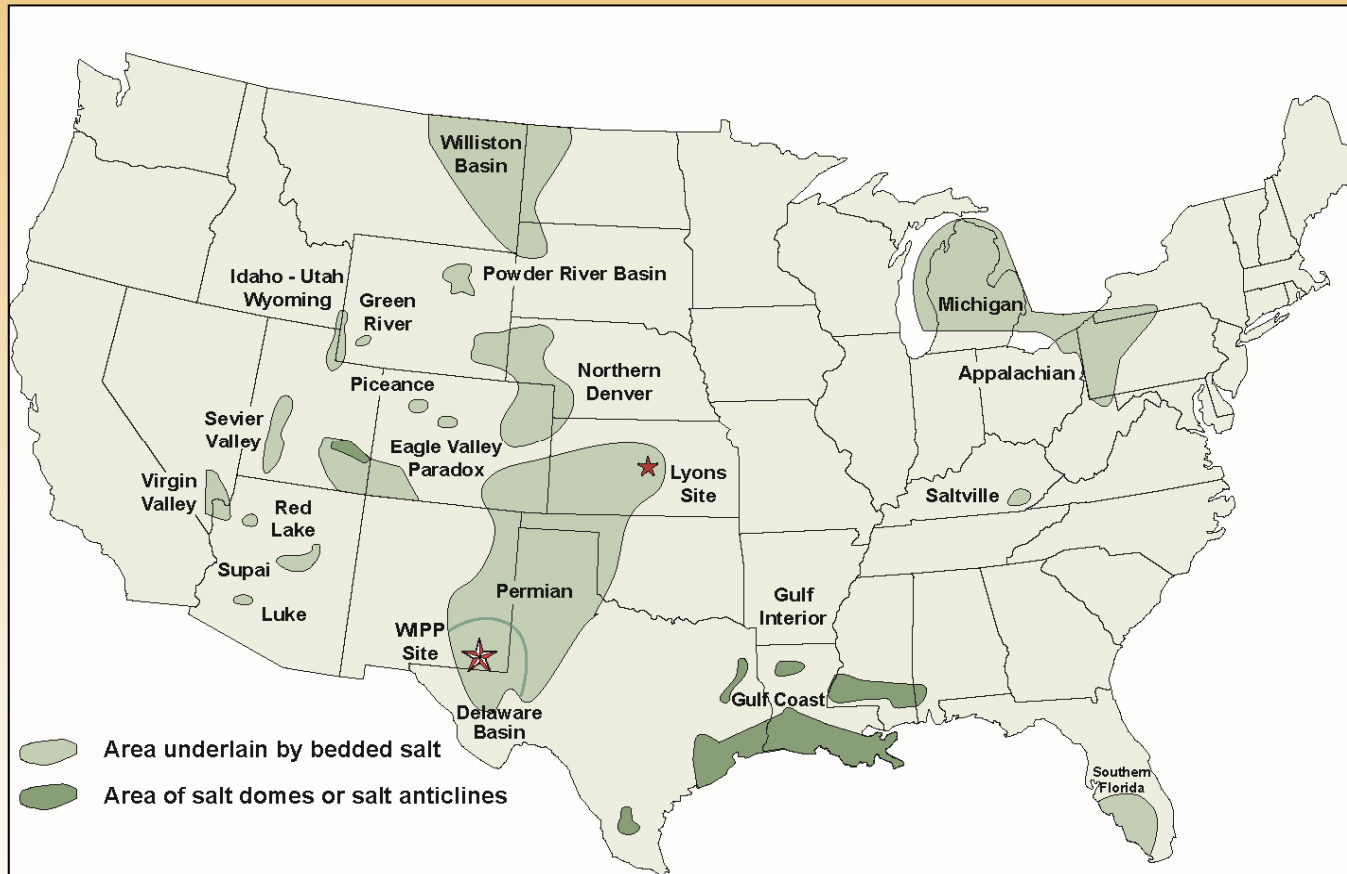 Williston
Basin
Idaho - Utah
Wyoming
Powder River Basin
Green
River
Michigan
Northern
Denver
Appalachian
Piceance
Sevier
Valley
Eagle Valley
Paradox
Lyons
Site
Virgin
Valley
Saltville
Red
Lake
Supai
Luke
Permian
Gulf
Interior
WIPP
Site
Gulf Coast
Delaware
Basin
Southern
Florida
Area underlain by bedded salt
Area of salt domes or salt anticlines